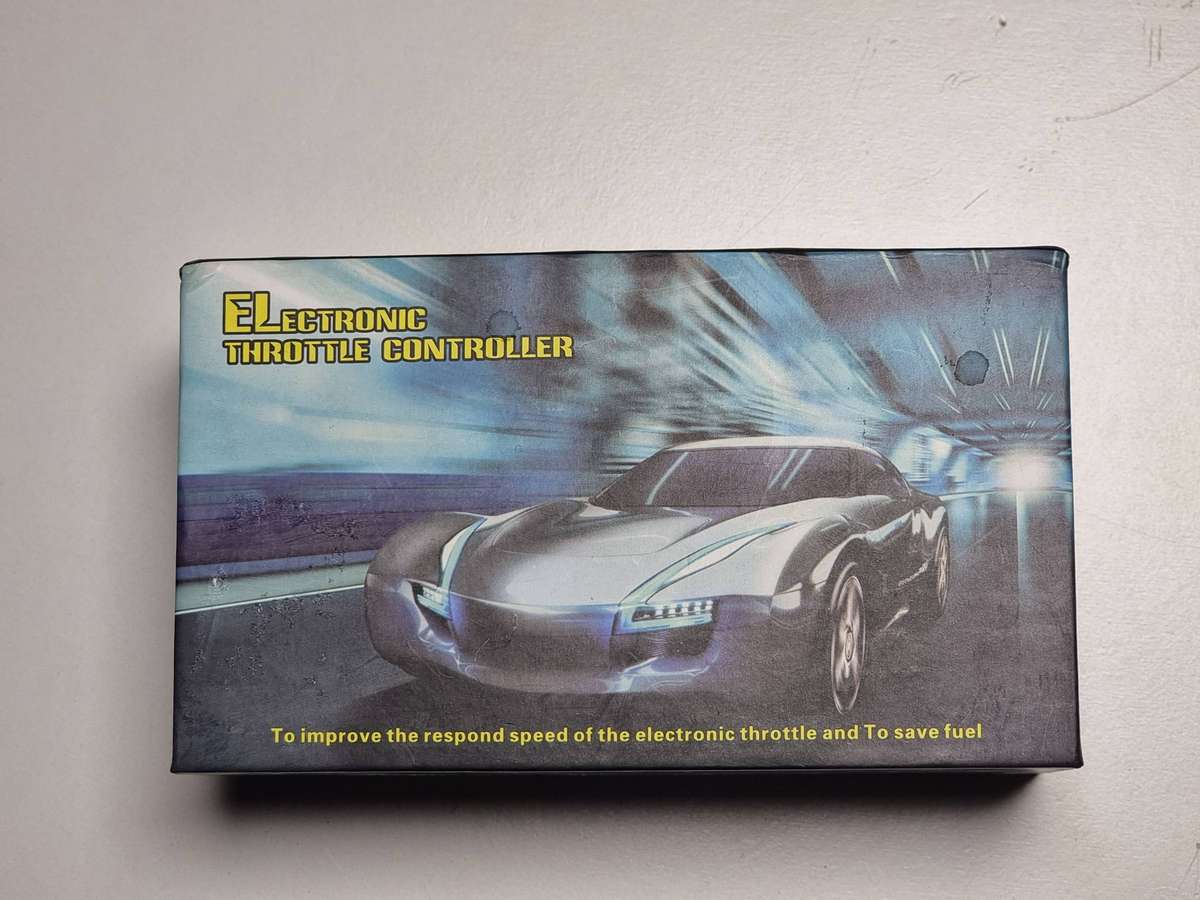 ELECTRONIC
THROTTLE CONTROLLER
To improve the respond speed of the electronic throttle and To save fuel